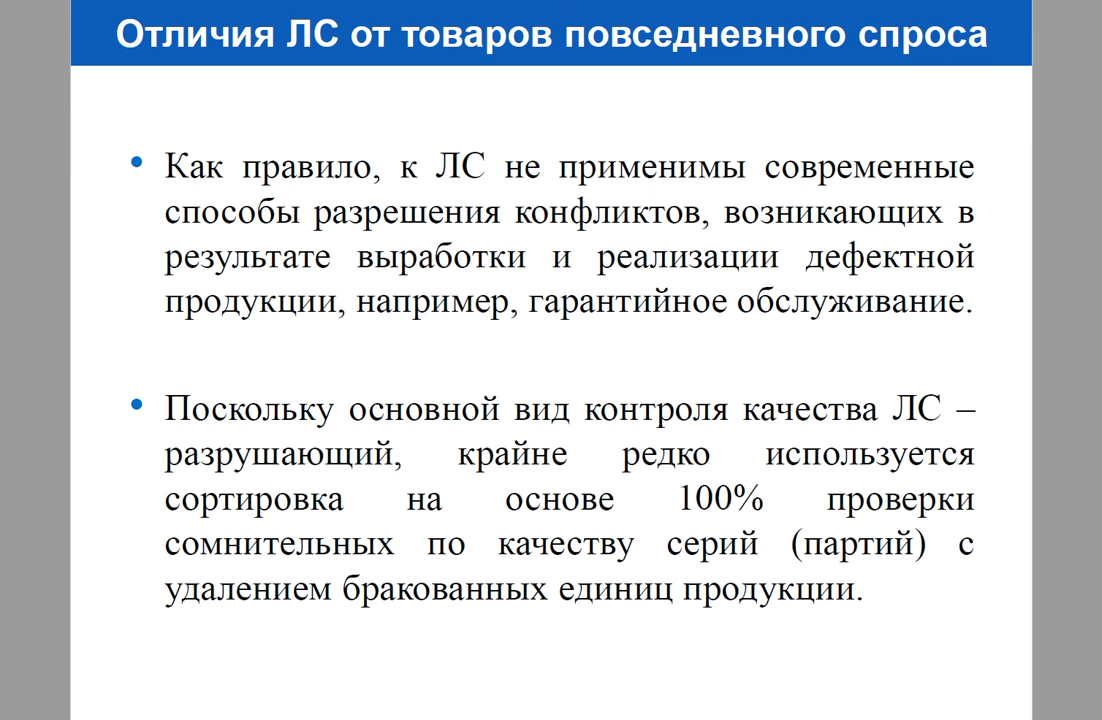 Отличия ЛС от товаров повседневного спроса
• Как правило, к ЛС не применимы современные
способы разрешения конфликтов, возникающих в
результате выработки и реализации дефектной
продукции, например, гарантийное обслуживание.
• Поскольку основной вид контроля качества ЛС –
разрушающий, крайне редко используется
сортировка на основе 100% проверки
сомнительных по качеству серий (партий) с
удалением бракованных единиц продукции.